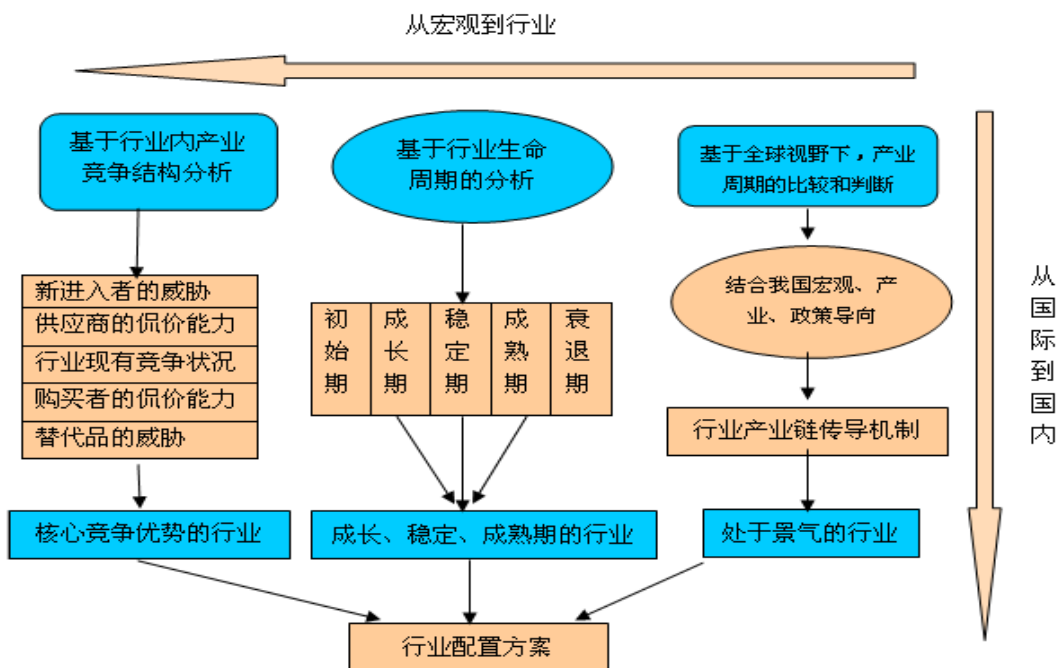 从宏观到行业
基于行业内产业
竞争结构分析
新进入者的威胁
供应商的侃价能力
行业现有竞争状况
购买者的侃价能力
替代品的威胁
核心竞争优势的行业
基于行业生命
周期的分析
初始期
成长期
稳定期
成熟期
衰退期
成长、稳定、成熟期的行业
基于全球视野下，产业
周期的比较和判断
结合我国宏观、产
业、政策导向
行业产业链传导机制
处于景气的行业
行业配置方案
从国际到国内